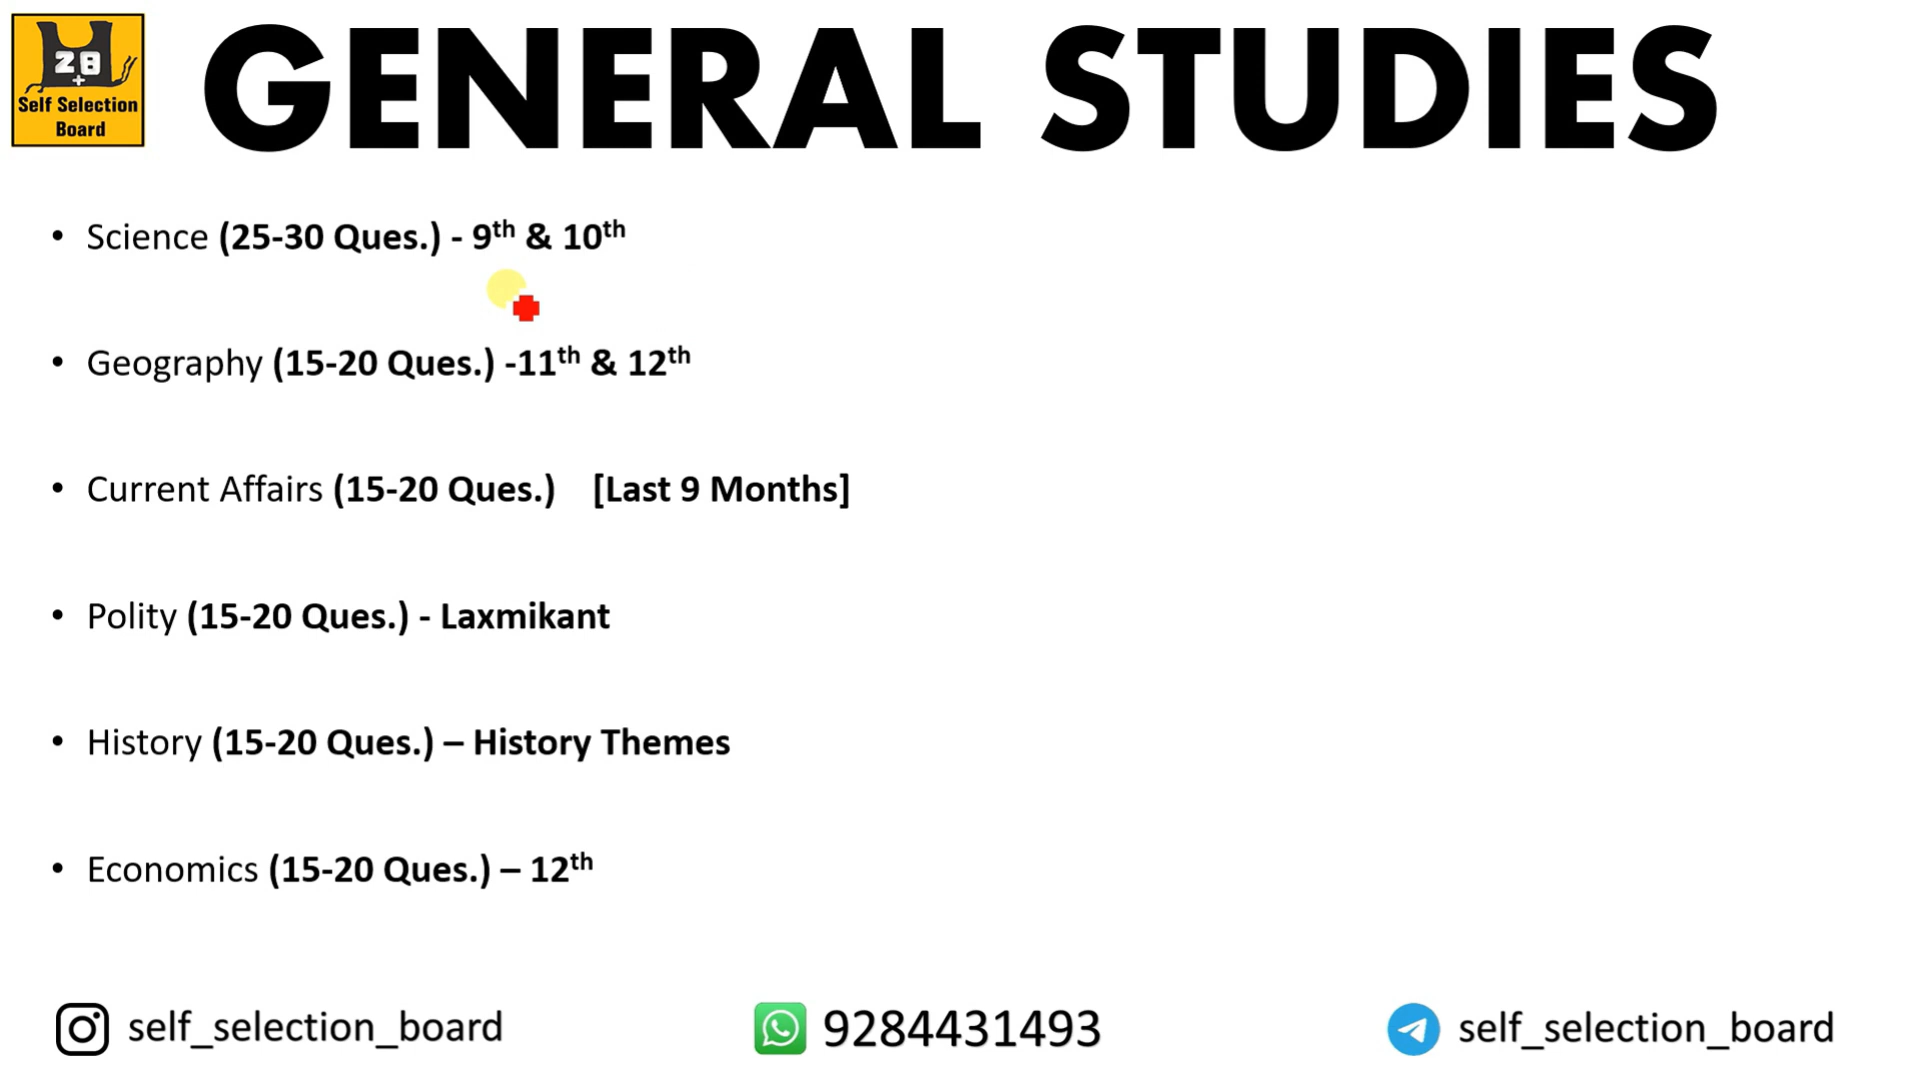 28
+
Self Selection
Board
GENERAL STUDIES
• Science (25-30 Ques.) - 9th & 10th
• Geography (15-20 Ques.) -11th & 12th
• Current Affairs (15-20 Ques.) [Last 9 Months]
• Polity (15-20 Ques.) - Laxmikant
• History (15-20 Ques.) – History Themes
• Economics (15-20 Ques.) – 12th
self_selection_board
9284431493
self_selection_board